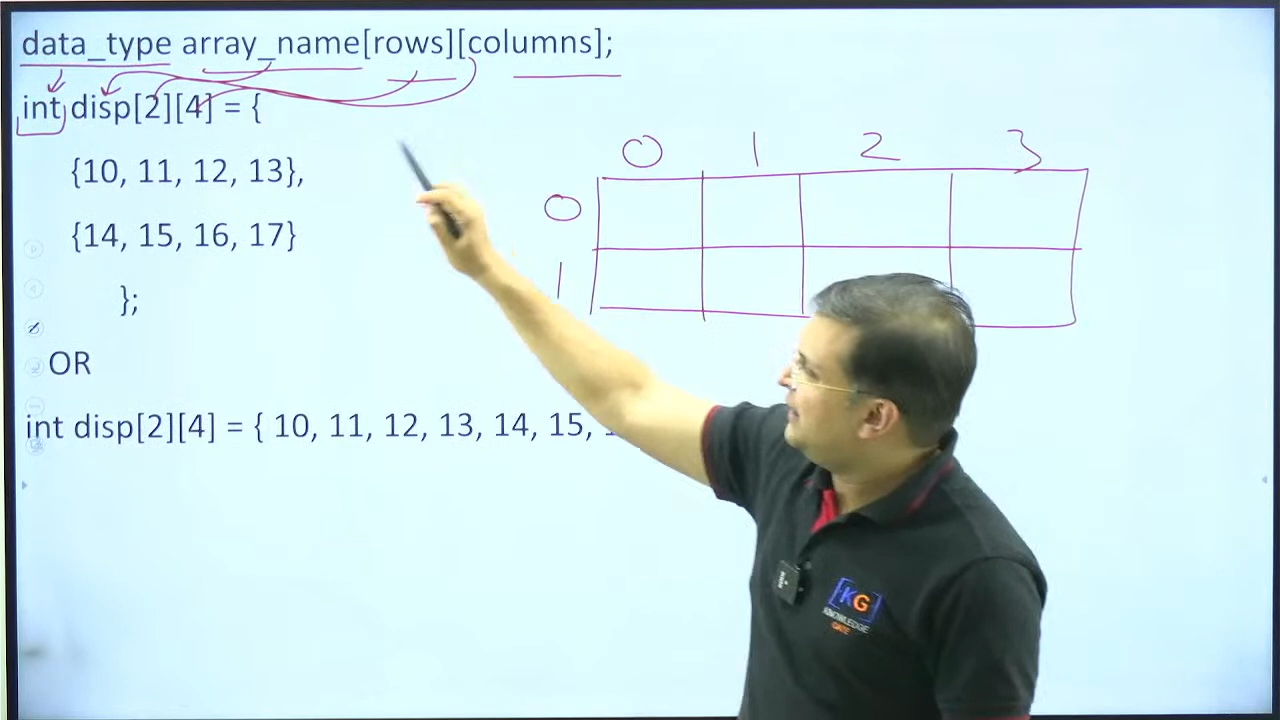 data_type array_name[rows][columns];
int disp[2][4] = {
{10, 11, 12, 13},
{14, 15, 16, 17}
};
OR
int disp[2][4] = { 10, 11, 12, 13, 14, 15,
0 1 2 3
0
1
KG
KNOWLEDGE
GATE